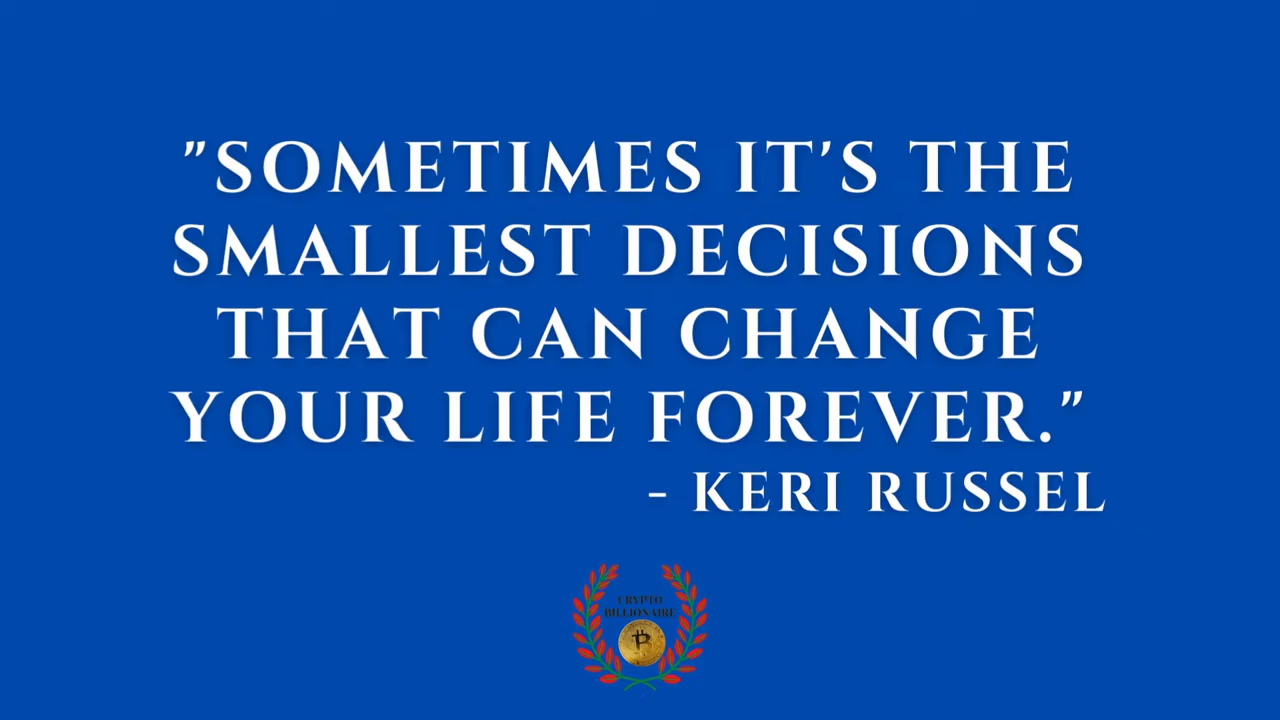 "SOMETIMES IT'S THE
SMALLEST DECISIONS
THAT CAN CHANGE
YOUR LIFE FOREVER."
- KERI RUSSEL
CRYPTO
BILLIONAIRE